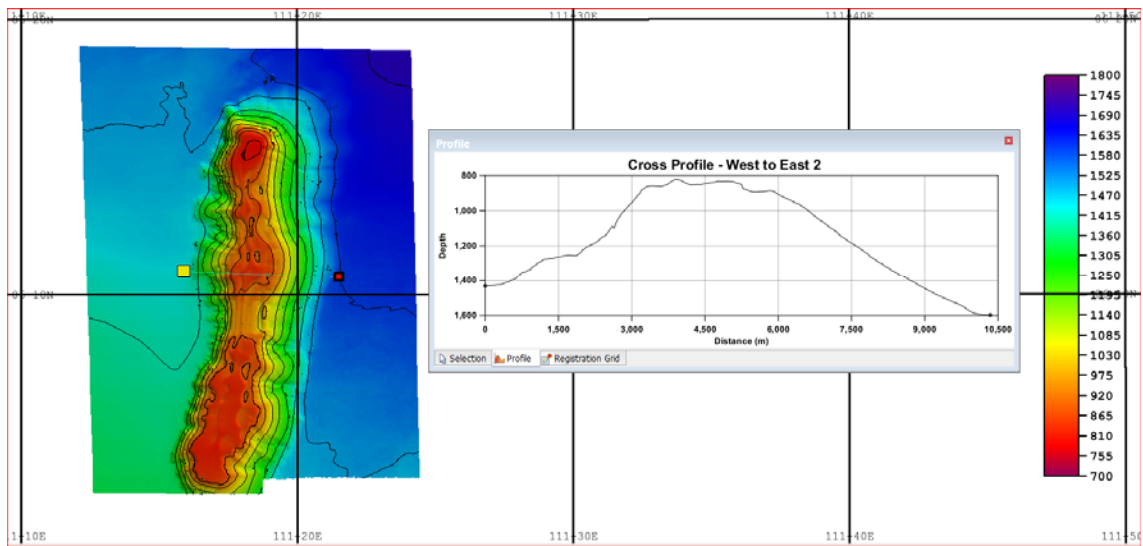 111 20E
111 30E
111 40E
Profile
Cross Profile - West to East 2
800
1,000
1,200
1,400
1,600
Depth
0
1,500
3,000
4,500
6,000
7,500
9,000
10,500
Distance (m)
Selection
Profile
Registration Grid
1800
1745
1690
1635
1580
1525
1470
1415
1360
1305
1250
1195
1140
1085
1030
975
920
865
810
755
700
111 10E
111 20E
111 30E
111 40E